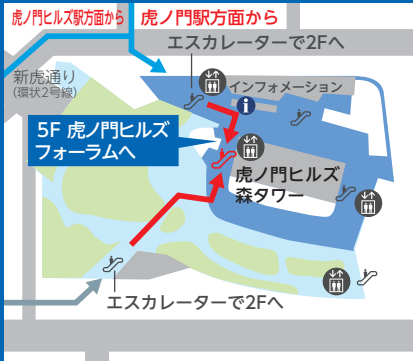 虎ノ門ヒルズ駅方面から
虎ノ門駅方面から
エスカレーターで2Fへ
新虎通り
(環状2号線)
インフォメーション
i
5F 虎ノ門ヒルズ
フォーラムへ
虎ノ門ヒルズ
森タワー
エスカレーターで2Fへ